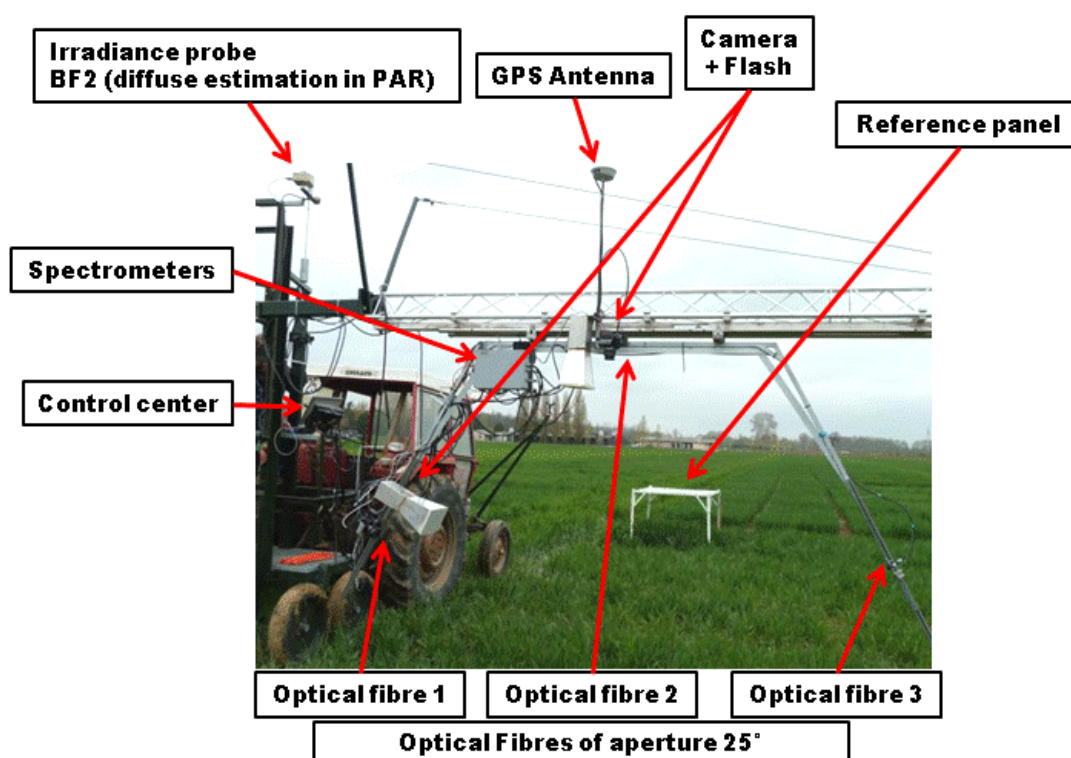 Irradiance probe
BF2 (diffuse estimation in PAR)
GPS Antenna
Camera
+ Flash
Reference panel
Spectrometers
Control center
Optical fibre 1
Optical fibre 2
Optical fibre 3
Optical Fibres of aperture 25°